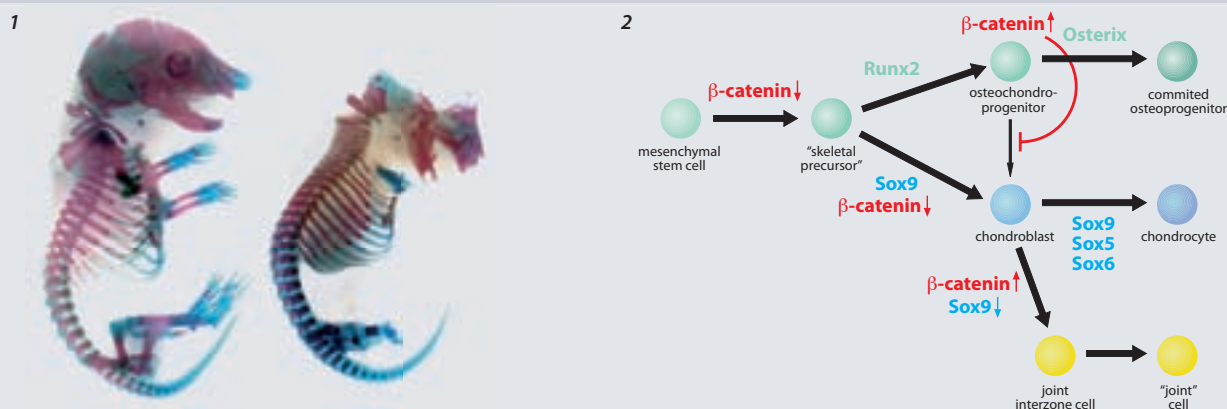 1
2
β-catenin↑
Osterix
Runx2
β-catenin↓
osteochondro-
progenitor
commited
osteoprogenitor
mesenchymal
stem cell
"skeletal
precursor"
Sox9
β-catenin↓
chondroblast
Sox9
Sox5
Sox6
chondrocyte
β-catenin↑
Sox9↓
joint
interzone cell
"joint"
cell